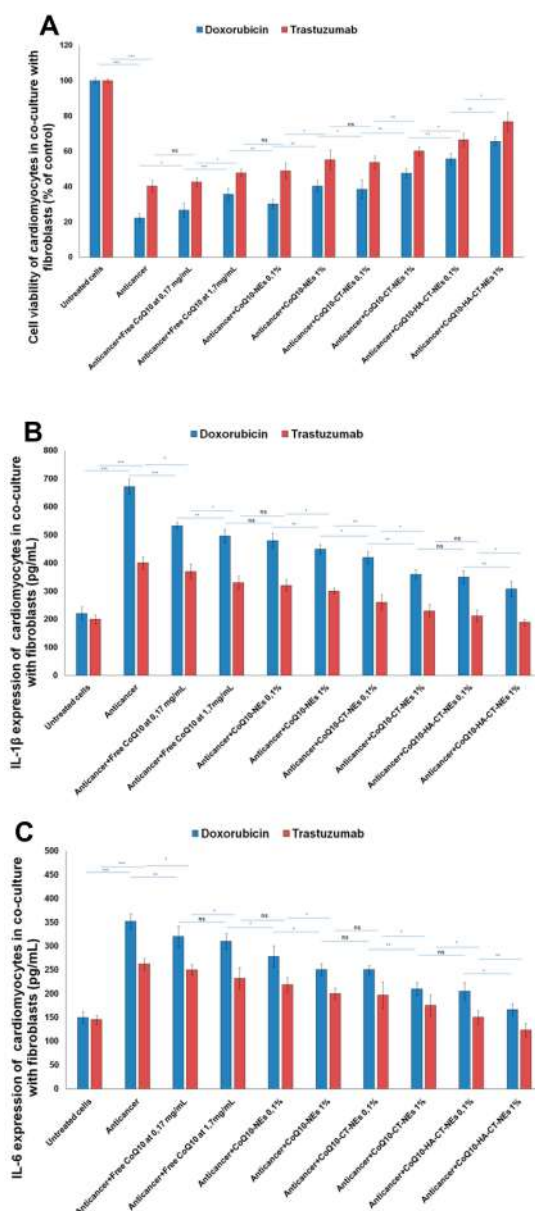 A
Doxorubicin Trastuzumab
Cell viability of cardiomyocytes in co-culture with
fibroblasts (% of control)
120
100
80
60
40
20
0
ns
ns
ns
Untreated cells
Anticancer
Anticancer+Free CoQ10 at 0,17 mg/mL
Anticancer+Free CoQ10 at 1,7mg/mL
Anticancer+CoQ10-NEs 0,1%
Anticancer+CoQ10-NEs 1%
Anticancer+CoQ10-CT-NEs 0,1%
Anticancer+CoQ10-CT-NEs 1%
Anticancer+CoQ10-HA-CT-NEs 0,1%
Anticancer+CoQ10-HA-CT-NEs 1%
B
Doxorubicin Trastuzumab
IL-1β expression of cardiomyocytes in co-culture
with fibroblasts (pg/mL)
800
700
600
500
400
300
200
100
0
ns
ns
ns
ns
Untreated cells
Anticancer
Anticancer+Free CoQ10 at 0,17 mg/mL
Anticancer+Free CoQ10 at 1,7mg/mL
Anticancer+CoQ10-NEs 0,1%
Anticancer+CoQ10-NEs 1%
Anticancer+CoQ10-CT-NEs 0,1%
Anticancer+CoQ10-CT-NEs 1%
Anticancer+CoQ10-HA-CT-NEs 0,1%
Anticancer+CoQ10-HA-CT-NEs 1%
C
Doxorubicin Trastuzumab
IL-6 expression of cardiomyocytes in co-culture
with fibroblasts (pg/mL)
500
450
400
350
300
250
200
150
100
50
0
ns
ns
ns
ns
ns
Untreated cells
Anticancer
Anticancer+Free CoQ10 at 0,17 mg/mL
Anticancer+Free CoQ10 at 1,7mg/mL
Anticancer+CoQ10-NEs 0,1%
Anticancer+CoQ10-NEs 1%
Anticancer+CoQ10-CT-NEs 0,1%
Anticancer+CoQ10-CT-NEs 1%
Anticancer+CoQ10-HA-CT-NEs 0,1%
Anticancer+CoQ10-HA-CT-NEs 1%